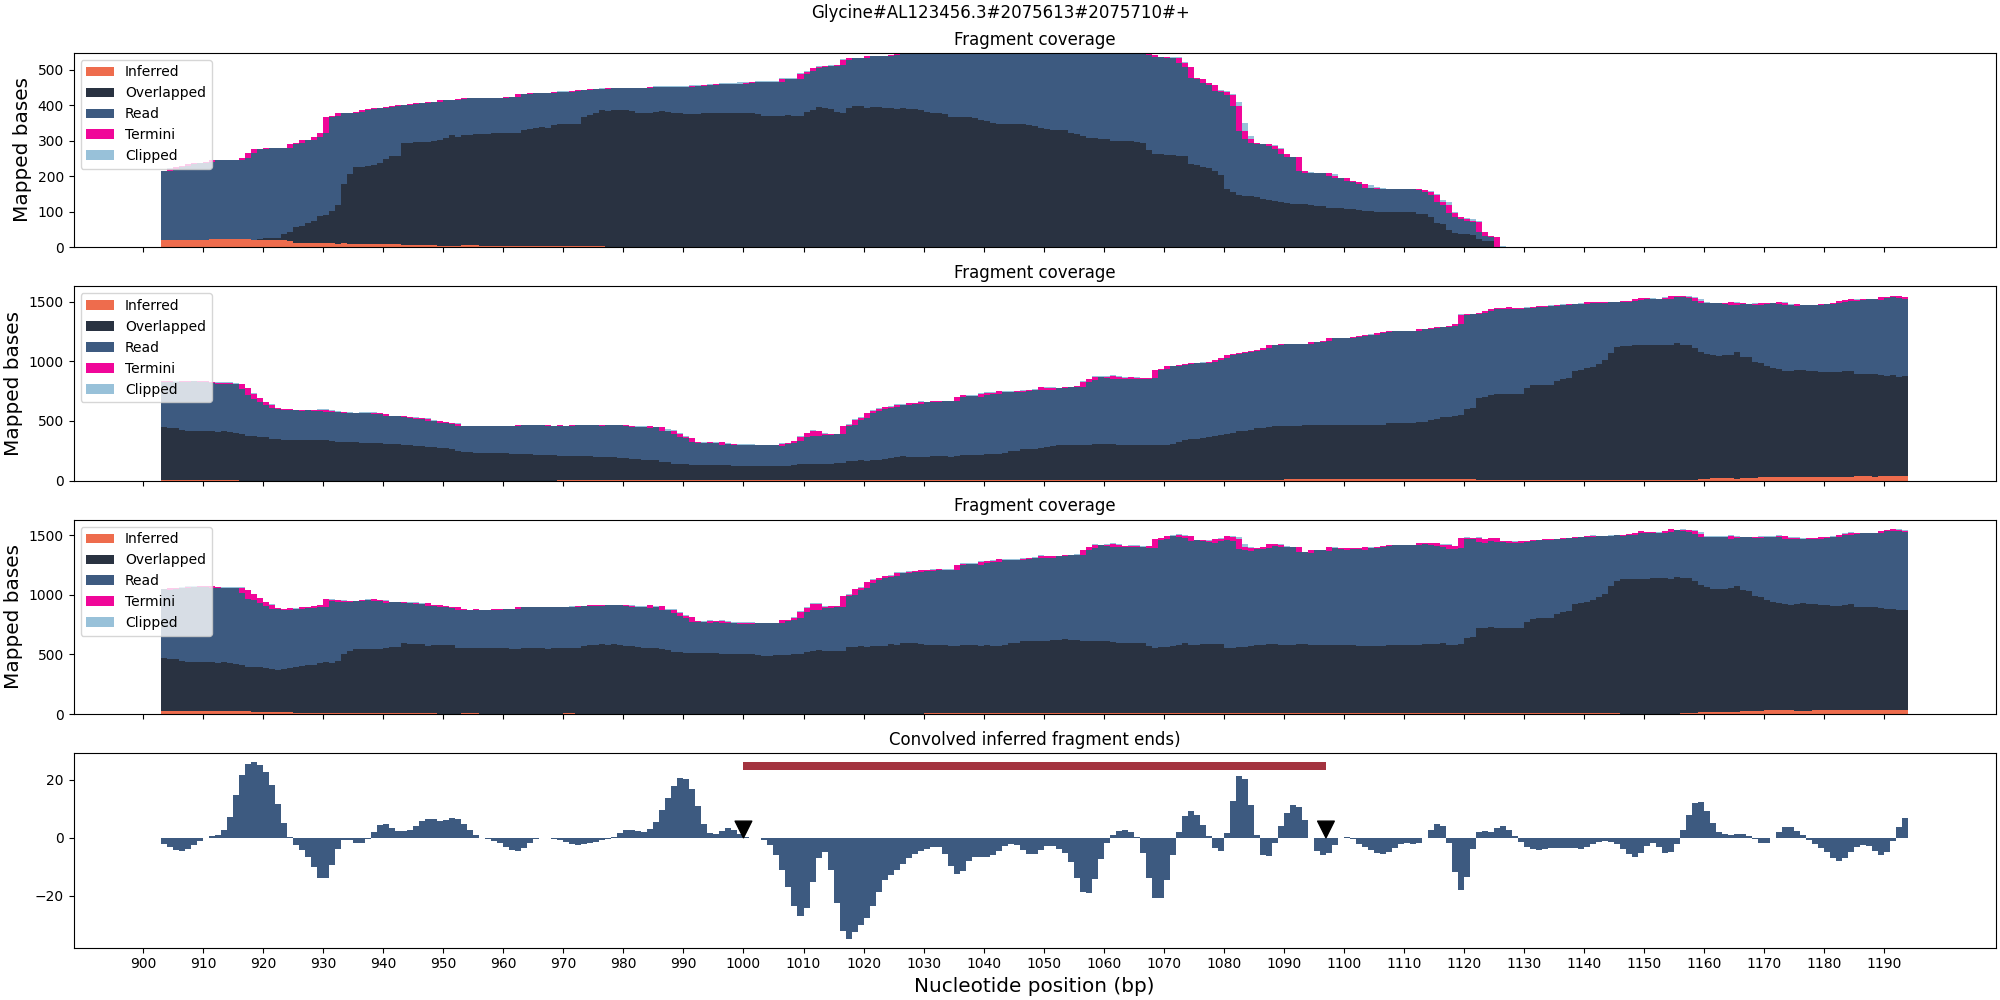 Glycine#AL123456.3#2075613#2075710#+
Fragment coverage
Mapped bases
500
400
300
200
100
0
Inferred
Overlapped
Read
Termini
Clipped
Fragment coverage
Mapped bases
1500
1000
500
0
Inferred
Overlapped
Read
Termini
Clipped
Fragment coverage
Mapped bases
1500
1000
500
0
Inferred
Overlapped
Read
Termini
Clipped
Convolved inferred fragment ends)
20
0
−20
900 910 920 930 940 950 960 970 980 990 1000 1010 1020 1030 1040 1050 1060 1070 1080 1090 1100 1110 1120 1130 1140 1150 1160 1170 1180 1190
Nucleotide position (bp)